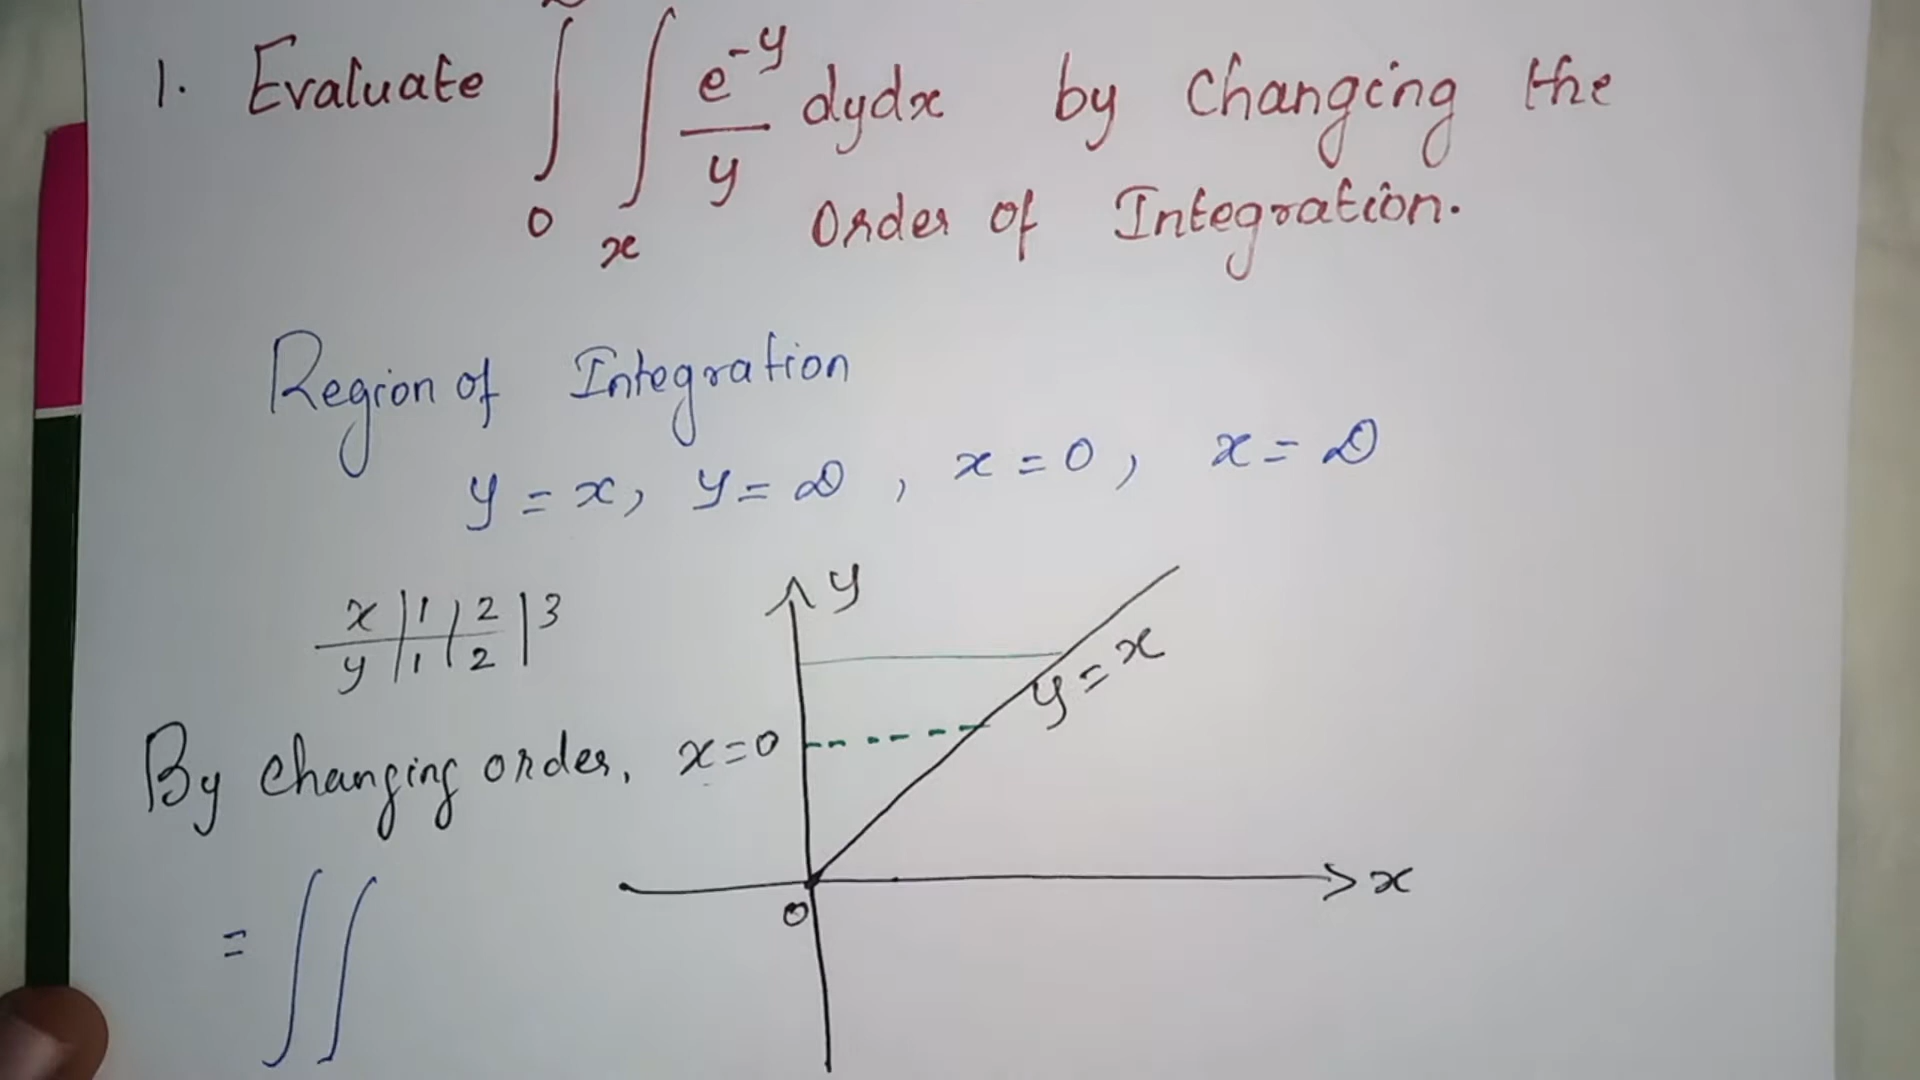 1. Evaluate ∫₀ ∫ₓ e⁻ʸ/y dydx by changing the
Order of Integration.
Region of Integration
y = x, y = ∞, x = 0, x = ∞
x | 1 | 2 | 3
y | 1 | 2 |
y
y = x
By changing order, x=0
x
0
= ∫∫